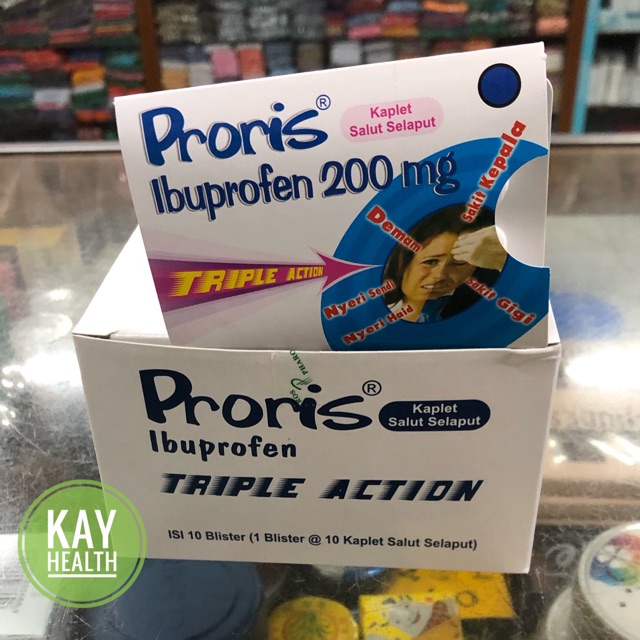 Proris®
Kaplet
Salut Selaput
Ibuprofen 200 mg
TRIPLE ACTION
Demam
Sakit Kepala
Nyeri Sendi
Nyeri Haid
Sakit Gigi
Proris®
Kaplet
Salut Selaput
Ibuprofen
TRIPLE ACTION
ISI 10 Blister (1 Blister @ 10 Kaplet Salut Selaput)
KAY
HEALTH